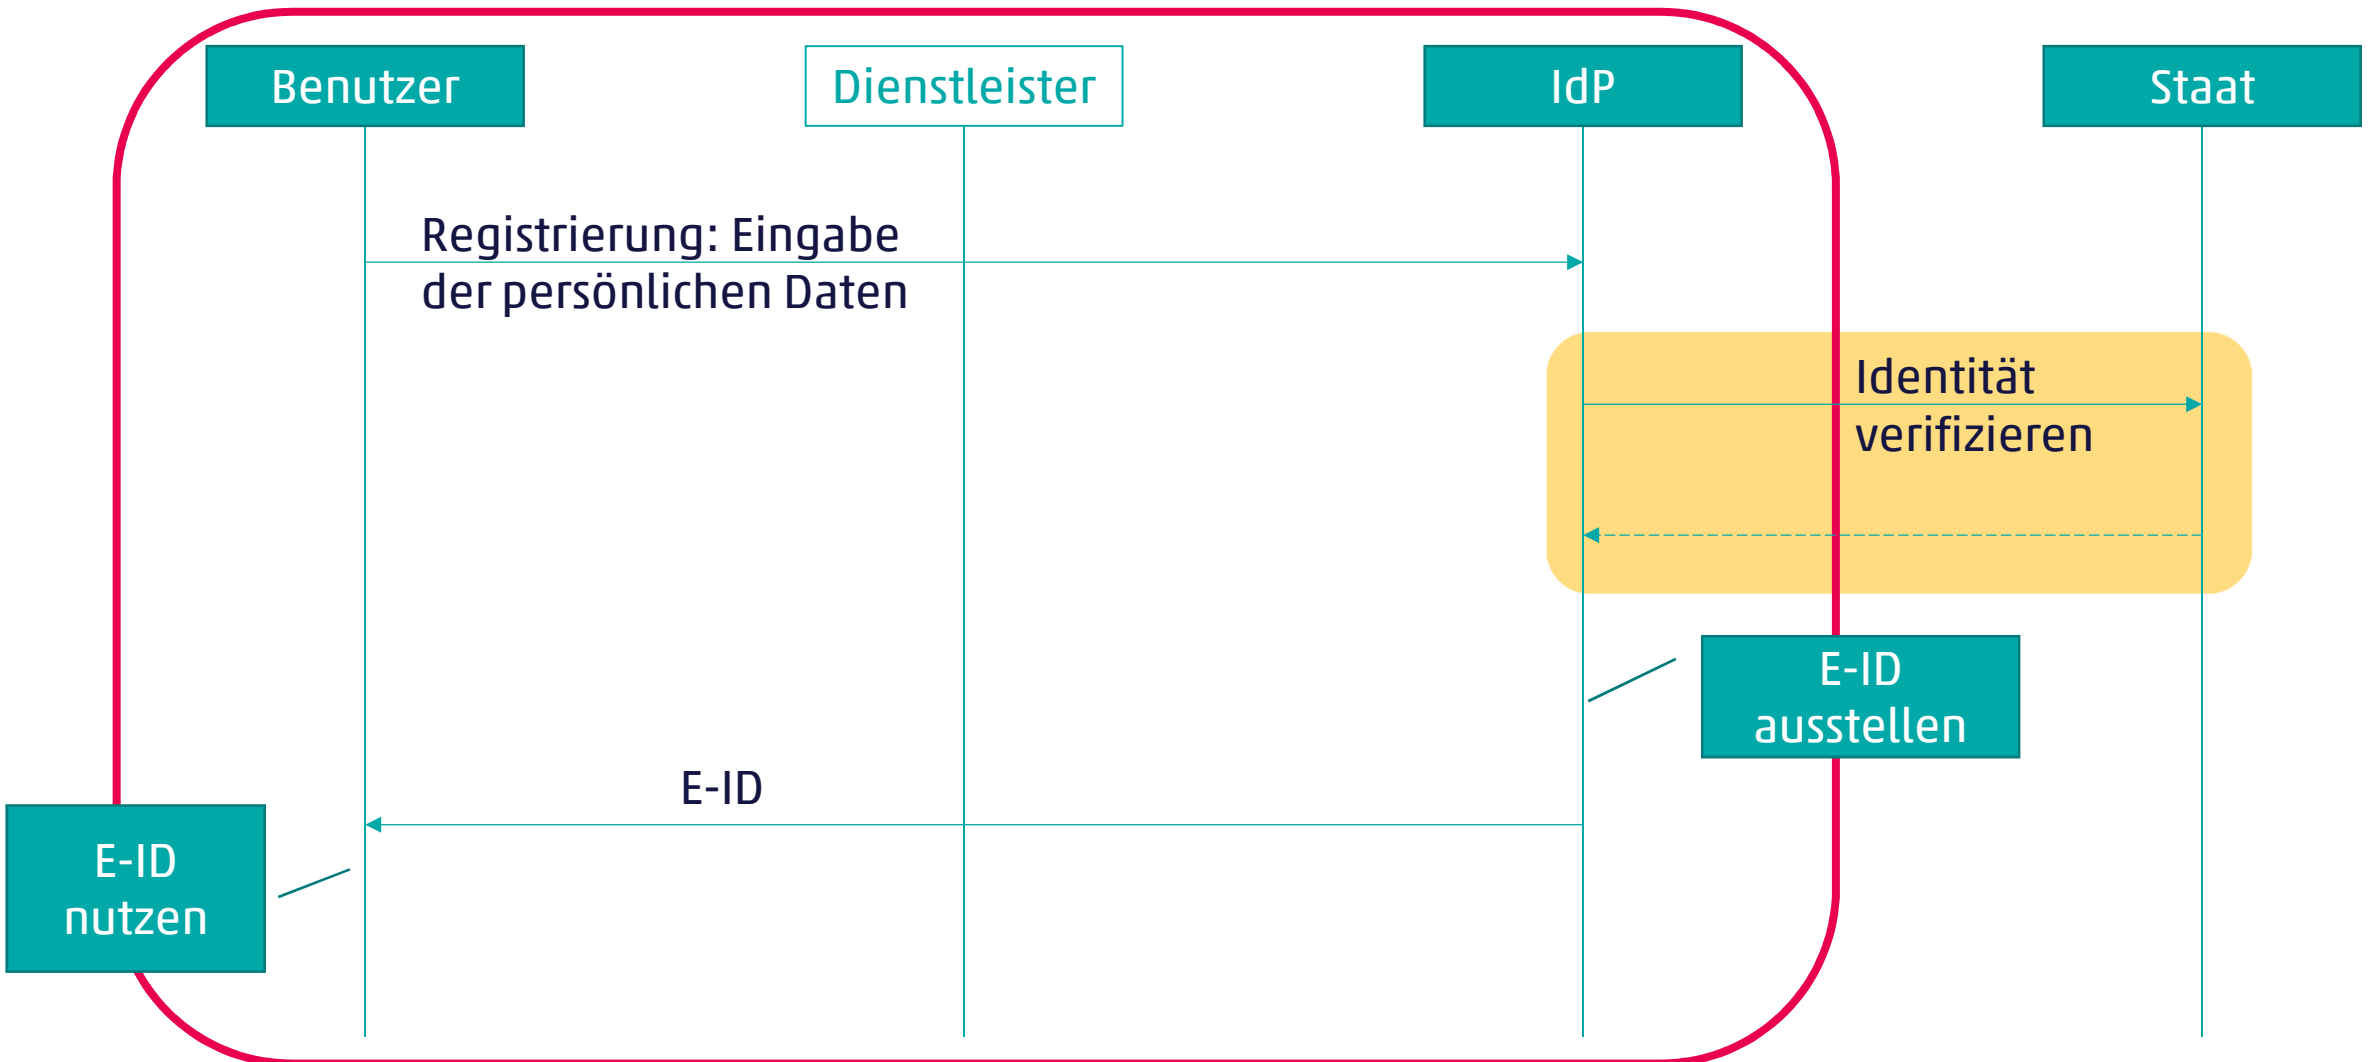 Benutzer
Dienstleister
IdP
Staat
Registrierung: Eingabe
der persönlichen Daten
Identität
verifizieren
E-ID
ausstellen
E-ID
E-ID
nutzen